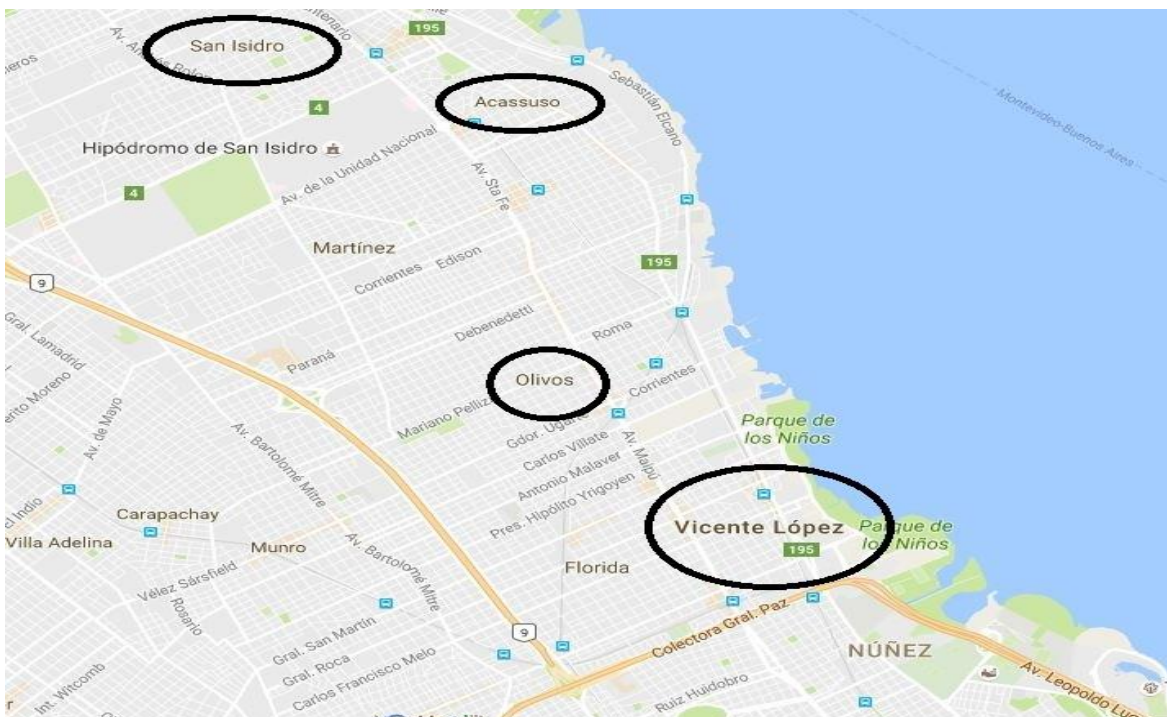 195
San Isidro
Sebastián Elcano
Acassuso
Montevideo-Buenos Aires
4
Hipódromo de San Isidro
Av. de la Unidad Nacional
Av. Sta Fe
4
Martínez
Corrientes
Edison
195
9
Gral. Lamadrid
Debenedetti
Roma
Paraná
Olivos
Corrientes
Av. de Mayo
Gdor. Ugarte
Parque de
los Niños
Av. Bartolomé Mitre
Carlos Villate
Av. Maipú
Antonio Malaver
Pres. Hipólito Yrigoyen
Carapachay
Vicente López
Parque de
los Niños
Villa Adelina
Munro
195
Av. Bartolomé Mitre
Florida
Vélez Sársfield
Rosario
9
Colectora Gral. Paz
Gral. San Martín
NÚÑEZ
Gral. Roca
Carlos Francisco Melo
Int. Witcomb
Ruiz Huidobro
Av. Leopoldo